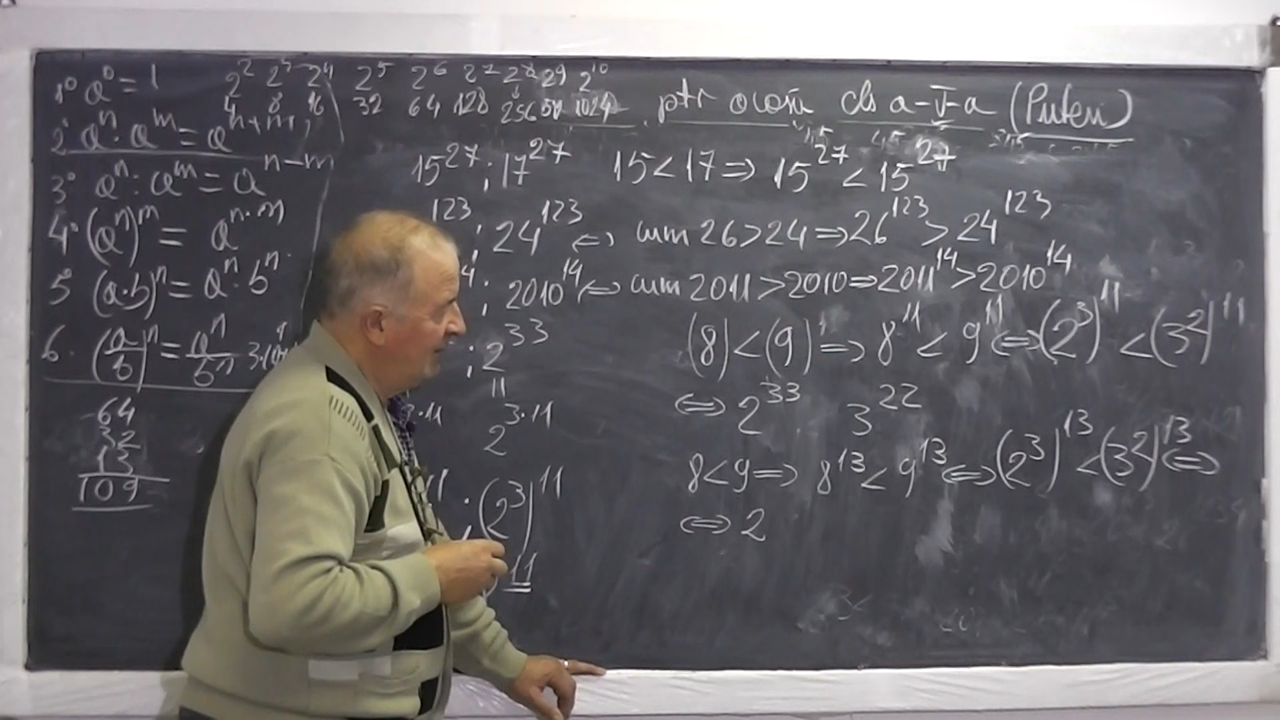 1° a⁰ = 1
2° aⁿ · aᵐ = aⁿ⁺ᵐ
3° aⁿ : aᵐ = aⁿ⁻ᵐ
4° (aⁿ)ᵐ = aⁿ·ᵐ
5 (a·b)ⁿ = aⁿ · bⁿ
6. (a/b)ⁿ = aⁿ/bⁿ
64
32
13
109
2² 2³ 2⁴ 2⁵ 2⁶ 2⁷ 2⁸ 2⁹ 2¹⁰
4 8 16 32 64 128 256 1024
ptr cls a-V-a (Puteri)
15²⁷ ; 17²⁷ 15<17 ⇒ 15²⁷ < 15²⁷
¹²³ ; 24¹²³ ⇔ cum 26>24 ⇒ 26¹²³ > 24¹²³
; 2010¹⁴ ⇔ cum 2011>2010 ⇒ 2011¹⁴ > 2010¹⁴
; 2³³ (8)<(9) ⇒ 8¹¹ < 9¹¹ ⇔ (2³)¹¹ < (3²)¹¹
⇔ 2³³ 3²²
2³·¹¹
8<9 ⇒ 8¹³ < 9¹³ ⇔ (2³)¹³ < (3²)¹³ ⇔
; (2³)¹¹
⇔ 2
11